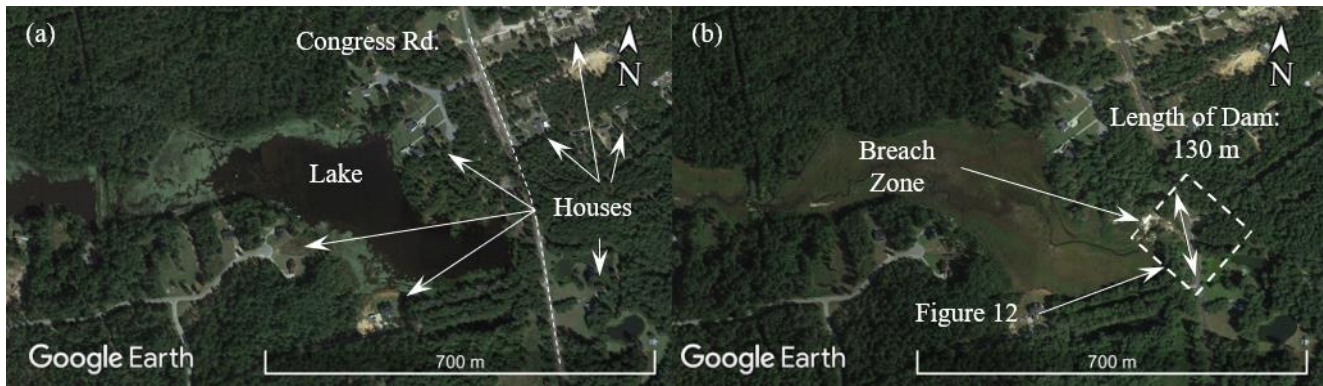 (a)
Congress Rd.
N
Lake
Houses
Google Earth
700 m
(b)
N
Length of Dam:
130 m
Breach
Zone
Figure 12
Google Earth
700 m